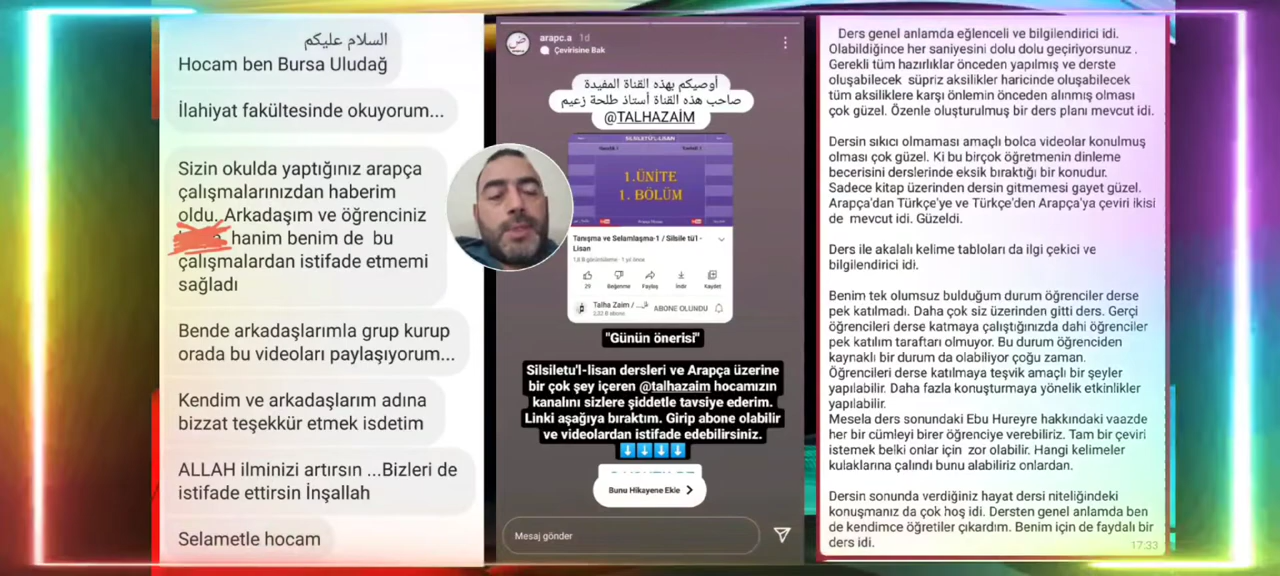 السلام عليكم
Hocam ben Bursa Uludağ
İlahiyat fakültesinde okuyorum...
Sizin okulda yaptığınız arapça
çalışmalarınızdan haberim
oldu. Arkadaşım ve öğrenciniz
hanim benim de bu
çalışmalardan istifade etmemi
sağladı
Bende arkadaşlarımla grup kurup
orada bu videoları paylaşıyorum...
Kendim ve arkadaşlarım adına
bizzat teşekkür etmek isdetim
ALLAH ilminizi artırsın ...Bizleri de
istifade ettirsin İnşallah
Selametle hocam
arapc.a 1d
Çevirisine Bak
أوصيكم بهذه القناة المفيدة
صاحب هذه القناة أستاذ طلحة زعيم
@TALHAZAİM
SİLSİLETÜ'L-LİSAN
1.ÜNİTE
1. BÖLÜM
Tanışma ve Selamlaşma-1 / Silsile tü'l -
Lisan
1,8 B görüntüleme · 1 yıl önce
29 Beğenme Paylaş İndir Kaydet
Talha Zaim / ...
ABONE OLUNDU
"Günün önerisi"
Silsiletu'l-lisan dersleri ve Arapça üzerine
bir çok şey içeren @talhazaim hocamızın
kanalını sizlere şiddetle tavsiye ederim.
Linki aşağıya bıraktım. Girip abone olabilir
ve videolardan istifade edebilirsiniz.
Bunu Hikayene Ekle
Mesaj gönder
Ders genel anlamda eğlenceli ve bilgilendirici idi.
Olabildiğince her saniyesini dolu dolu geçiriyorsunuz .
Gerekli tüm hazırlıklar önceden yapılmış ve derste
oluşabilecek süpriz aksilikler haricinde oluşabilecek
tüm aksiliklere karşı önlemin önceden alınmış olması
çok güzel. Özenle oluşturulmuş bir ders planı mevcut idi.
Dersin sıkıcı olmaması amaçlı bolca videolar konulmuş
olması çok güzel. Ki bu birçok öğretmenin dinleme
becerisini derslerinde eksik bıraktığı bir konudur.
Sadece kitap üzerinden dersin gitmemesi gayet güzel.
Arapça'dan Türkçe'ye ve Türkçe'den Arapça'ya çeviri ikisi
de mevcut idi. Güzeldi.
Ders ile akalalı kelime tabloları da ilgi çekici ve
bilgilendirici idi.
Benim tek olumsuz bulduğum durum öğrenciler derse
pek katılmadı. Daha çok siz üzerinden gitti ders. Gerçi
öğrencileri derse katmaya çalıştığınızda dahi öğrenciler
pek katılım taraftarı olmuyor. Bu durum öğrenciden
kaynaklı bir durum da olabiliyor çoğu zaman.
Öğrencileri derse katılmaya teşvik amaçlı bir şeyler
yapılabilir. Daha fazla konuşturmaya yönelik etkinlikler
yapılabilir.
Mesela ders sonundaki Ebu Hureyre hakkındaki vaazde
her bir cümleyi birer öğrenciye verebiliriz. Tam bir çeviri
istemek belki onlar için zor olabilir. Hangi kelimeler
kulaklarına çalındı bunu alabiliriz onlardan.
Dersin sonunda verdiğiniz hayat dersi niteliğindeki
konuşmanız da çok hoş idi. Dersten genel anlamda ben
de kendimce öğretiler çıkardım. Benim için de faydalı bir
ders idi.
17:33